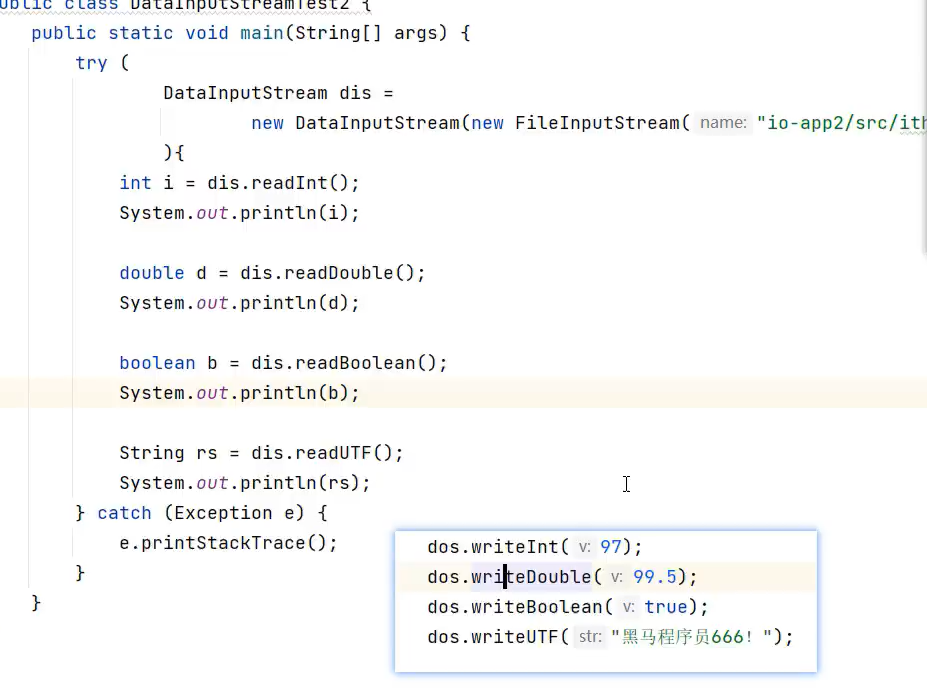 public class DataInputStreamTest2 {
public static void main(String[] args) {
try (
DataInputStream dis =
new DataInputStream(new FileInputStream( name: "io-app2/src/ith
){
int i = dis.readInt();
System.out.println(i);
double d = dis.readDouble();
System.out.println(d);
boolean b = dis.readBoolean();
System.out.println(b);
String rs = dis.readUTF();
System.out.println(rs);
} catch (Exception e) {
e.printStackTrace();
}
}
dos.writeInt( v: 97);
dos.writeDouble( v: 99.5);
dos.writeBoolean( v: true);
dos.writeUTF( str: "黑马程序员666！");